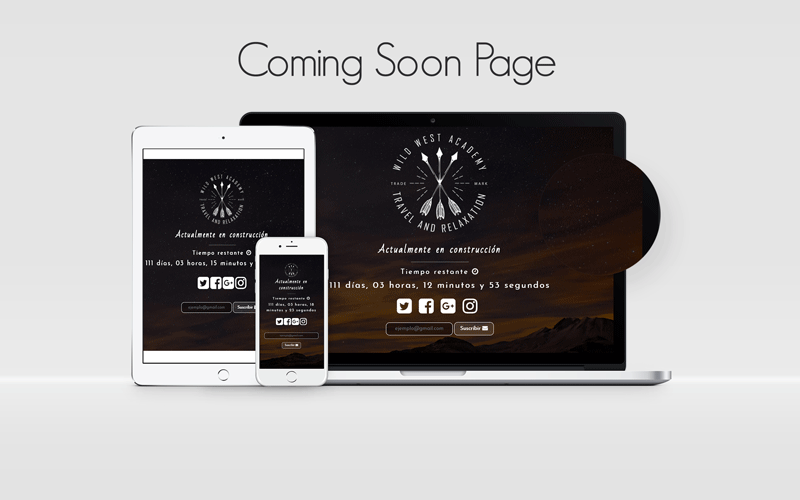 Coming Soon Page
WILD WEST ACADEMY
TRADE MARK
TRAVEL AND RELAXATION
Actualmente en construcción
Tiempo restante
111 días, 03 horas, 15 minutos y
ejemplo@gmail.com
Suscribir
Actualmente en
construcción
Tiempo restante
111 días, 03 horas, 18
minutos y 53 segundos
Suscribir
WILD WEST ACADEMY
TRADE MARK
TRAVEL AND RELAXATION
Actualmente en construcción
Tiempo restante
111 días, 03 horas, 12 minutos y 53 segundos
ejemplo@gmail.com
Suscribir